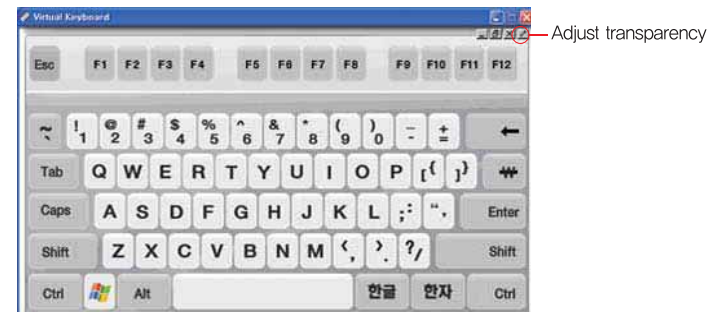 Virtual Keyboard
Adjust transparency
Esc F1 F2 F3 F4 F5 F6 F7 F8 F9 F10 F11 F12
~ ` ! 1 @ 2 # 3 $ 4 % 5 ^ 6 & 7 * 8 ( 9 ) 0 _ - + = ←
Tab Q W E R T Y U I O P [ { ] } ₩
Caps A S D F G H J K L ; : " ' Enter
Shift Z X C V B N M < , > . ? / Shift
Ctrl Alt 한글 한자 Ctrl